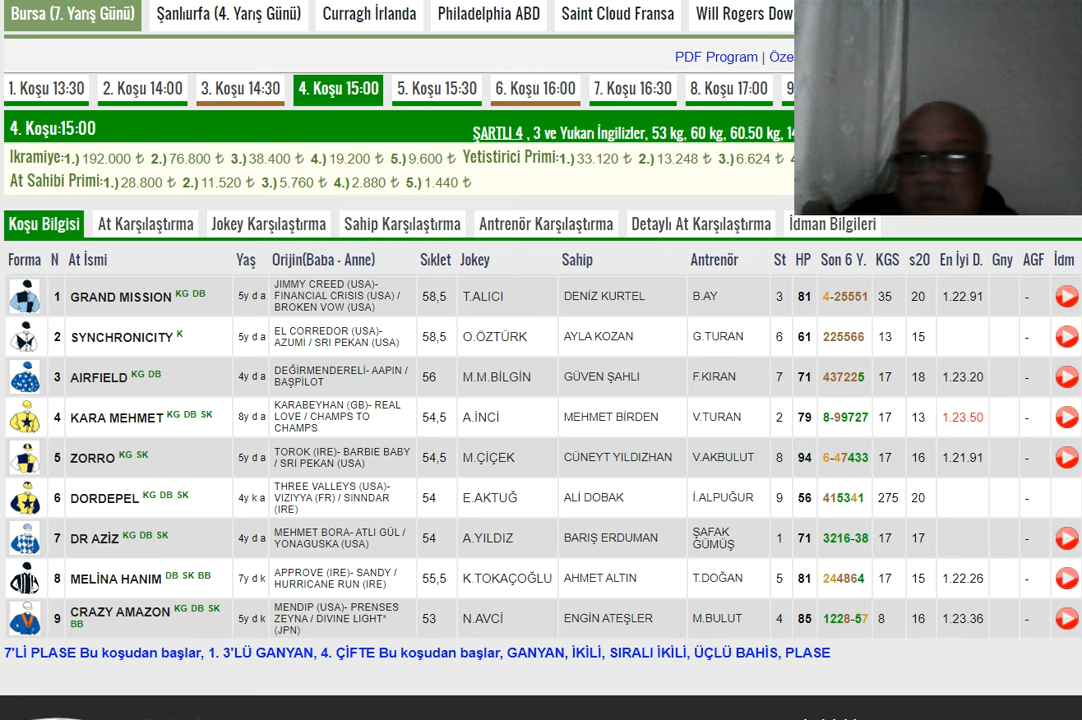 Bursa (7. Yarış Günü) Şanlıurfa (4. Yarış Günü) Curragh İrlanda Philadelphia ABD Saint Cloud Fransa Will Rogers Dow
PDF Program | Öze
1. Koşu 13:30 2. Koşu 14:00 3. Koşu 14:30 4. Koşu 15:00 5. Koşu 15:30 6. Koşu 16:00 7. Koşu 16:30 8. Koşu 17:00 9
4. Koşu:15:00 ŞARTLI 4 , 3 ve Yukarı İngilizler, 53 kg, 60 kg, 60.50 kg, 14
Ikramiye:1.) 192.000 ₺ 2.) 76.800 ₺ 3.) 38.400 ₺ 4.) 19.200 ₺ 5.) 9.600 ₺ Yetistirici Primi:1.) 33.120 ₺ 2.) 13.248 ₺ 3.) 6.624 ₺ 4
At Sahibi Primi:1.) 28.800 ₺ 2.) 11.520 ₺ 3.) 5.760 ₺ 4.) 2.880 ₺ 5.) 1.440 ₺
Koşu Bilgisi At Karşılaştırma Jokey Karşılaştırma Sahip Karşılaştırma Antrenör Karşılaştırma Detaylı At Karşılaştırma İdman Bilgileri
Forma N At İsmi Yaş Orijin(Baba - Anne) Sıklet Jokey Sahip Antrenör St HP Son 6 Y. KGS s20 En İyi D. Gny AGF İdm
1 GRAND MISSION KG DB 5y d a JIMMY CREED (USA)- FINANCIAL CRISIS (USA) / BROKEN VOW (USA) 58,5 T.ALICI DENİZ KURTEL B.AY 3 81 4-25551 35 20 1.22.91 -
2 SYNCHRONICITY K 5y d a EL CORREDOR (USA)- AZUMI / SRI PEKAN (USA) 58,5 O.ÖZTÜRK AYLA KOZAN G.TURAN 6 61 225566 13 15 -
3 AIRFIELD KG DB 4y d a DEĞİRMENDERELİ- AAPIN / BAŞPİLOT 56 M.M.BİLGİN GÜVEN ŞAHLI F.KIRAN 7 71 437225 17 18 1.23.20 -
4 KARA MEHMET KG DB SK 8y d a KARABEYHAN (GB)- REAL LOVE / CHAMPS TO CHAMPS 54,5 A.İNCİ MEHMET BİRDEN V.TURAN 2 79 8-99727 17 13 1.23.50 -
5 ZORRO KG SK 5y d a TOROK (IRE)- BARBIE BABY / SRI PEKAN (USA) 54,5 M.ÇİÇEK CÜNEYT YILDIZHAN V.AKBULUT 8 94 6-47433 17 16 1.21.91 -
6 DORDEPEL KG DB SK 4y k a THREE VALLEYS (USA)- VIZIYYA (FR) / SINNDAR (IRE) 54 E.AKTUĞ ALİ DOBAK İ.ALPUĞUR 9 56 415341 275 20 -
7 DR AZİZ KG DB SK 4y d a MEHMET BORA- ATLI GÜL / YONAGUSKA (USA) 54 A.YILDIZ BARIŞ ERDUMAN ŞAFAK GÜMÜŞ 1 71 3216-38 17 17 -
8 MELİNA HANIM DB SK BB 7y d k APPROVE (IRE)- SANDY / HURRICANE RUN (IRE) 55,5 K.TOKAÇOĞLU AHMET ALTIN T.DOĞAN 5 81 244864 17 15 1.22.26 -
9 CRAZY AMAZON KG DB SK BB 5y d k MENDIP (USA)- PRENSES ZEYNA / DIVINE LIGHT* (JPN) 53 N.AVCİ ENGİN ATEŞLER M.BULUT 4 85 1228-57 8 16 1.23.36 -
7'Lİ PLASE Bu koşudan başlar, 1. 3'LÜ GANYAN, 4. ÇİFTE Bu koşudan başlar, GANYAN, İKİLİ, SIRALI İKİLİ, ÜÇLÜ BAHİS, PLASE